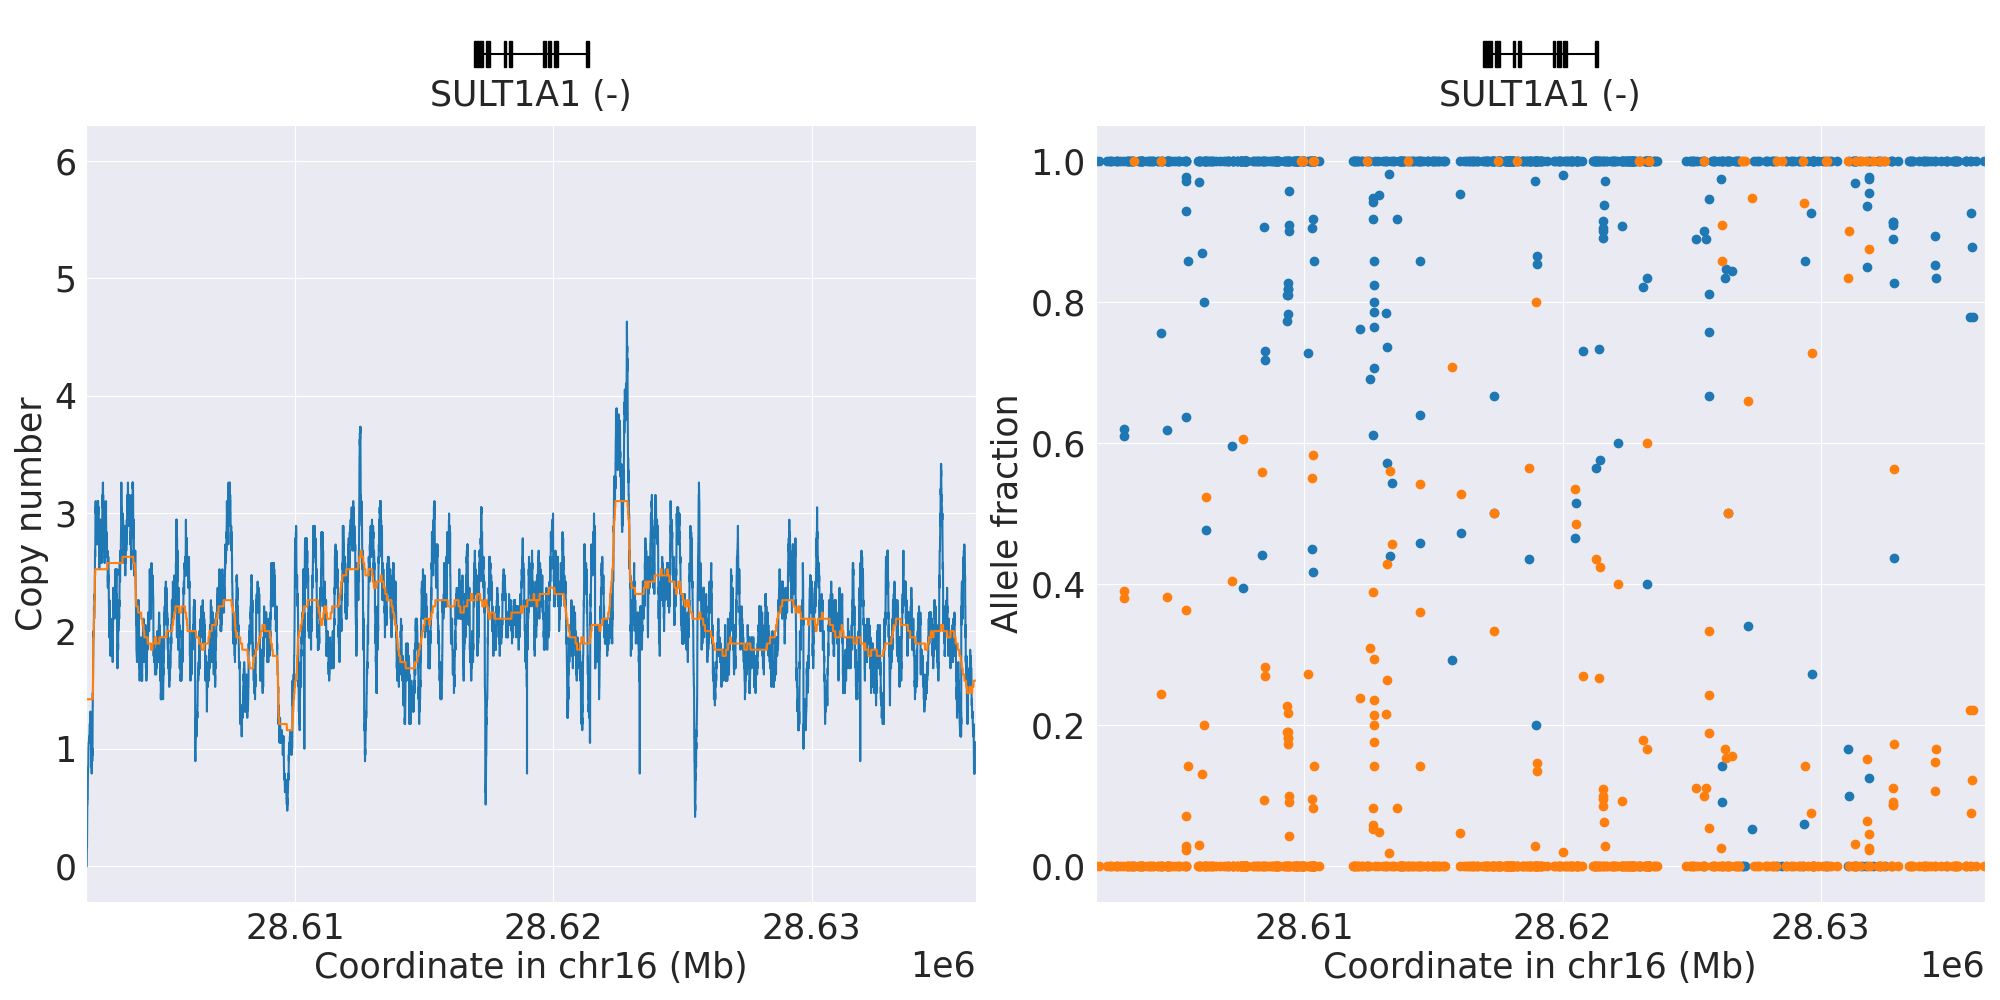 SULT1A1 (-)
6
5
4
3
2
1
0
Copy number
28.61
28.62
28.63
Coordinate in chr16 (Mb)
1e6
SULT1A1 (-)
1.0
0.8
0.6
0.4
0.2
0.0
Allele fraction
28.61
28.62
28.63
Coordinate in chr16 (Mb)
1e6